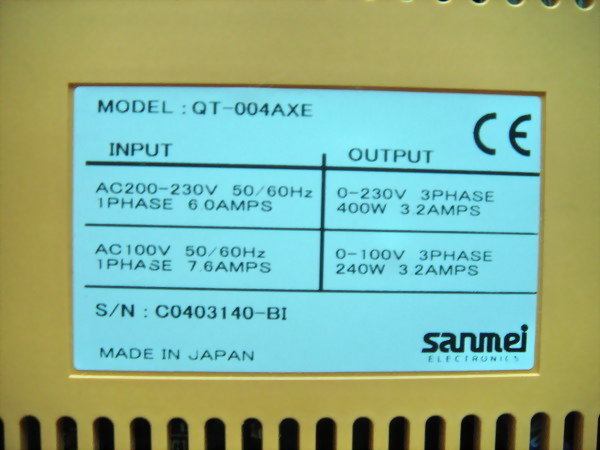 MODEL : QT-004AXE
CE
INPUT
OUTPUT
AC200-230V 50/60Hz
1PHASE 6.0AMPS
0-230V 3PHASE
400W 3.2AMPS
AC100V 50/60Hz
1PHASE 7.6AMPS
0-100V 3PHASE
240W 3.2AMPS
S/N : C0403140-BI
sanmei
ELECTRONICS
MADE IN JAPAN